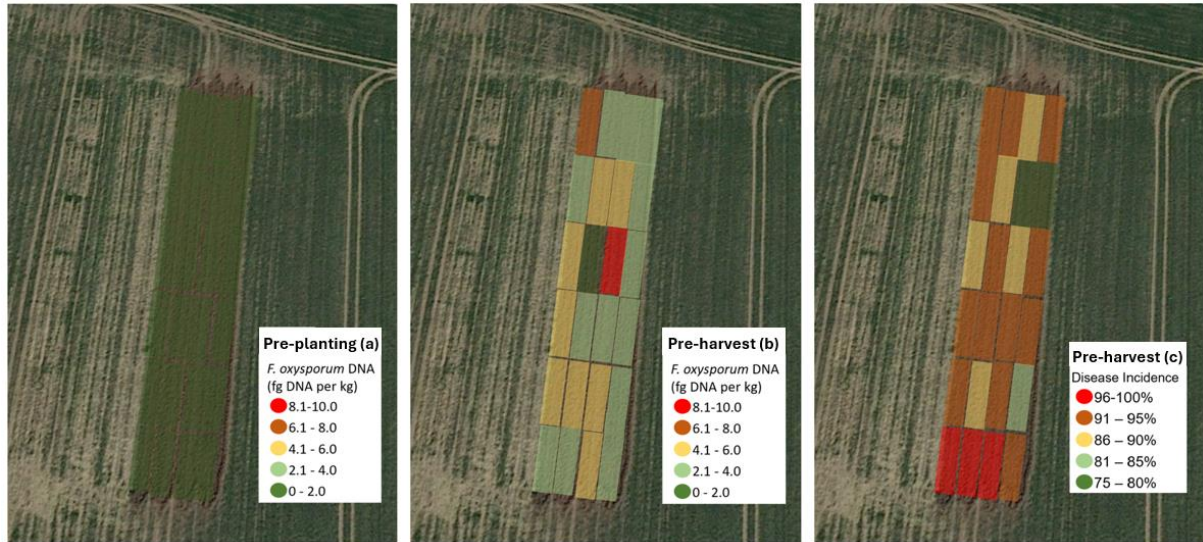 Pre-planting (a)
F. oxysporum DNA
(fg DNA per kg)
8.1-10.0
6.1 - 8.0
4.1 - 6.0
2.1 - 4.0
0 - 2.0
Pre-harvest (b)
F. oxysporum DNA
(fg DNA per kg)
8.1-10.0
6.1 - 8.0
4.1 - 6.0
2.1 - 4.0
0 - 2.0
Pre-harvest (c)
Disease Incidence
96-100%
91 – 95%
86 – 90%
81 – 85%
75 – 80%